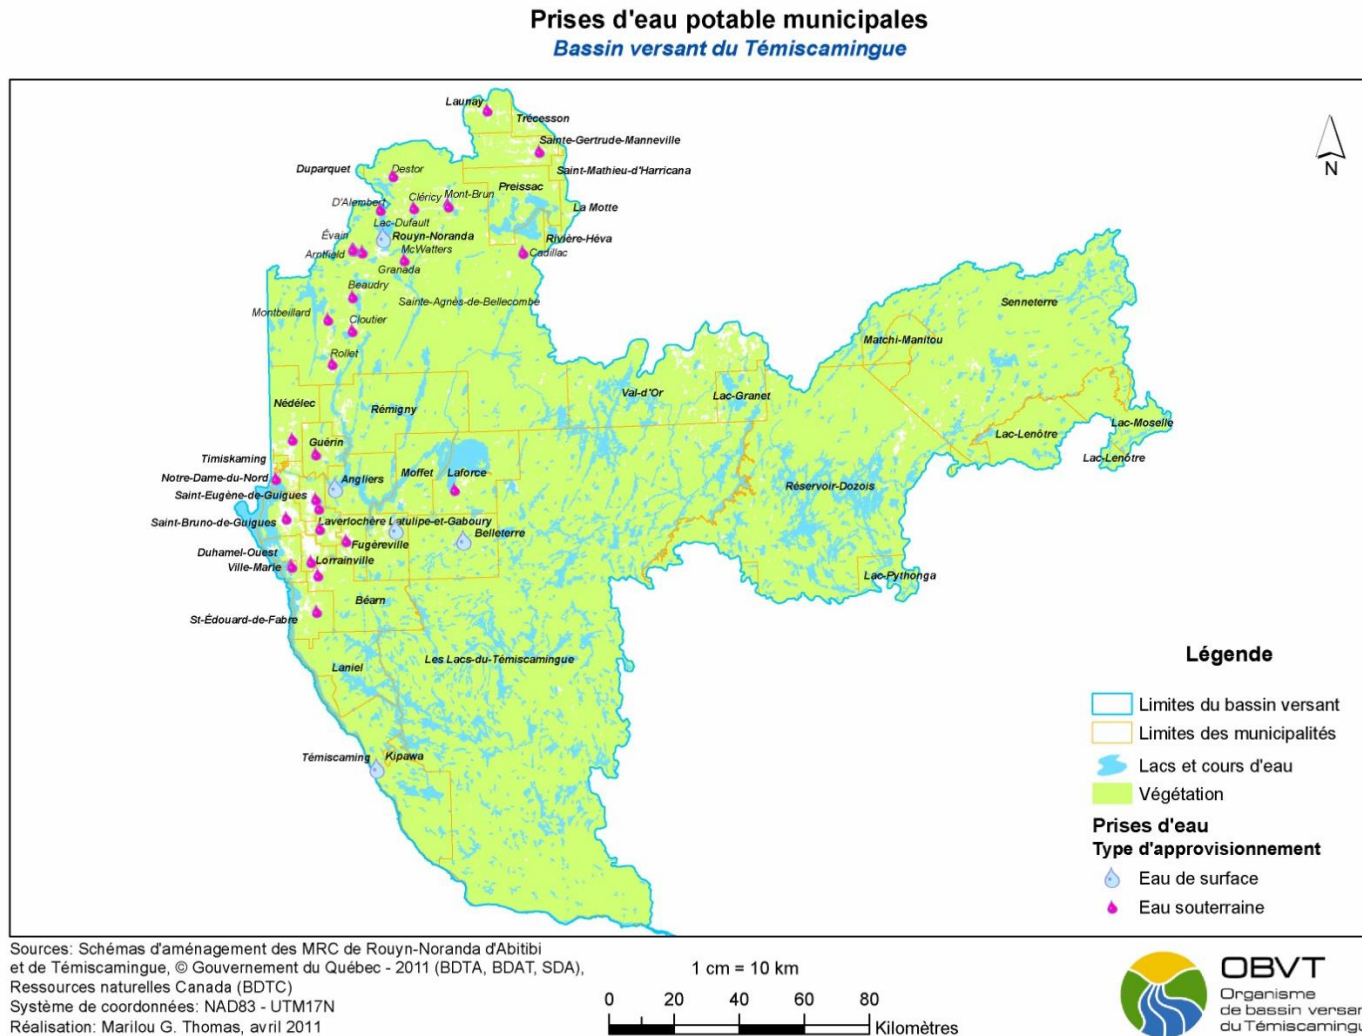 Prises d'eau potable municipales
Bassin versant du Témiscamingue
Launay
Trécesson
Sainte-Gertrude-Manneville
Duparquet
Destor
Saint-Mathieu-d'Harricana
Preissac
Cléricy
Mont-Brun
D'Alembert
La Motte
Lac-Dufault
Évain
Rouyn-Noranda
Rivière-Héva
Arntfield
McWatters
Cadillac
Granada
Beaudry
Sainte-Agnès-de-Bellecombe
Montbeillard
Cloutier
Rollet
Senneterre
Matchi-Manitou
Val-d'Or
Lac-Granet
Nédélec
Rémigny
Lac-Moselle
Guérin
Lac-Lenôtre
Timiskaming
Lac-Lenôtre
Notre-Dame-du-Nord
Angliers
Moffet
Laforce
Réservoir-Dozois
Saint-Eugène-de-Guigues
Saint-Bruno-de-Guigues
Laverlochère Latulipe-et-Gaboury
Belleterre
Fugèreville
Duhamel-Ouest
Lorrainville
Ville-Marie
Lac-Pythonga
Béarn
St-Édouard-de-Fabre
Les Lacs-du-Témiscamingue
Laniel
Témiscaming
Kipawa
N
Légende
Limites du bassin versant
Limites des municipalités
Lacs et cours d'eau
Végétation
Prises d'eau
Type d'approvisionnement
Eau de surface
Eau souterraine
Sources: Schémas d'aménagement des MRC de Rouyn-Noranda d'Abitibi
et de Témiscamingue, © Gouvernement du Québec - 2011 (BDTA, BDAT, SDA),
Ressources naturelles Canada (BDTC)
Système de coordonnées: NAD83 - UTM17N
Réalisation: Marilou G. Thomas, avril 2011
1 cm = 10 km
0 20 40 60 80
Kilomètres
OBVT
Organisme
de bassin versan
du Témiscamingu